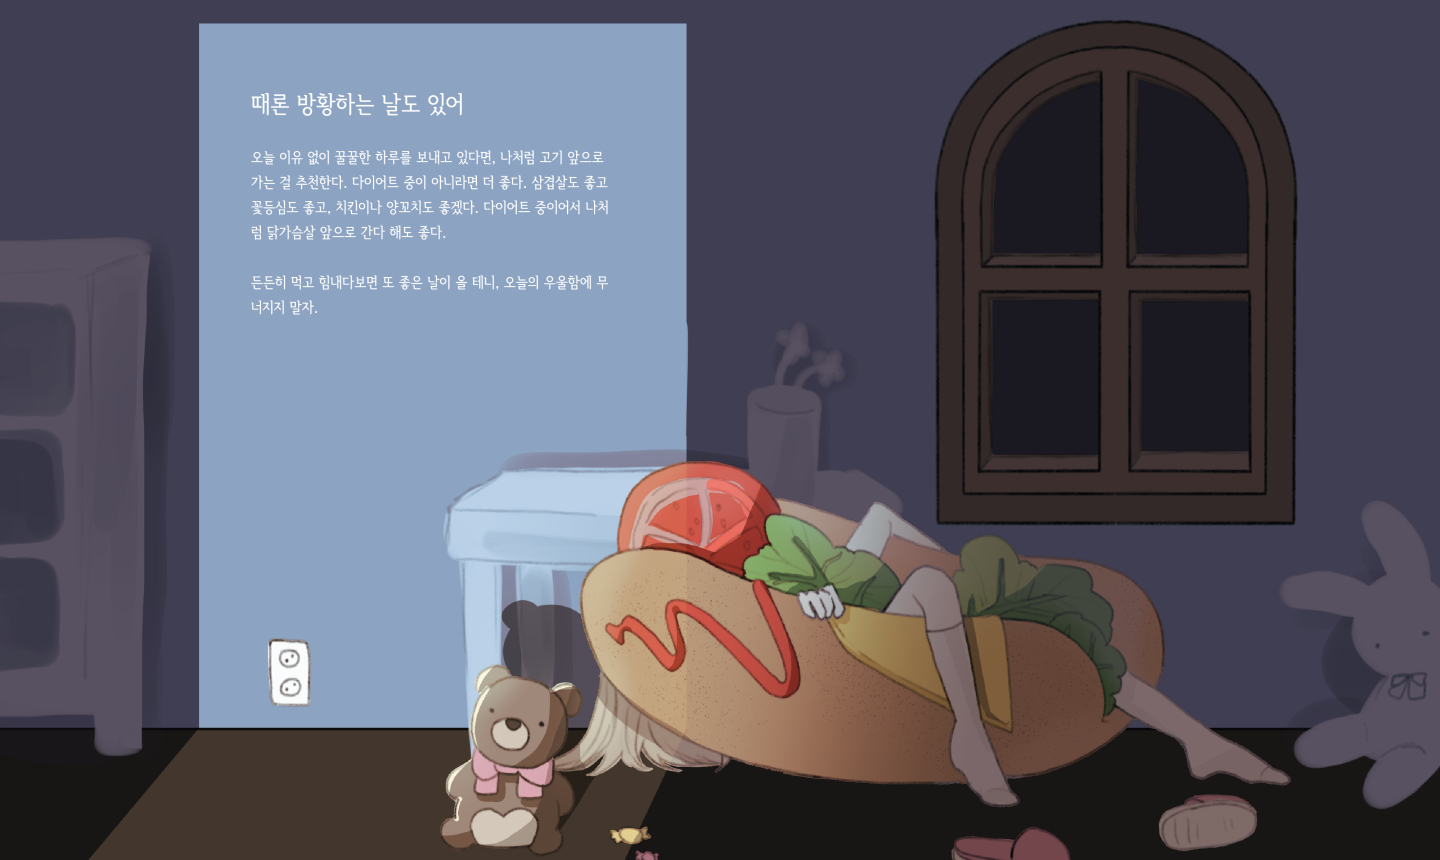 때론 방황하는 날도 있어
오늘 이유 없이 꿀꿀한 하루를 보내고 있다면, 나처럼 고기 앞으로
가는 걸 추천한다. 다이어트 중이 아니라면 더 좋다. 삼겹살도 좋고
꽃등심도 좋고, 치킨이나 양꼬치도 좋겠다. 다이어트 중이어서 나처
럼 닭가슴살 앞으로 간다 해도 좋다.
든든히 먹고 힘내다보면 또 좋은 날이 올 테니, 오늘의 우울함에 무
너지지 말자.